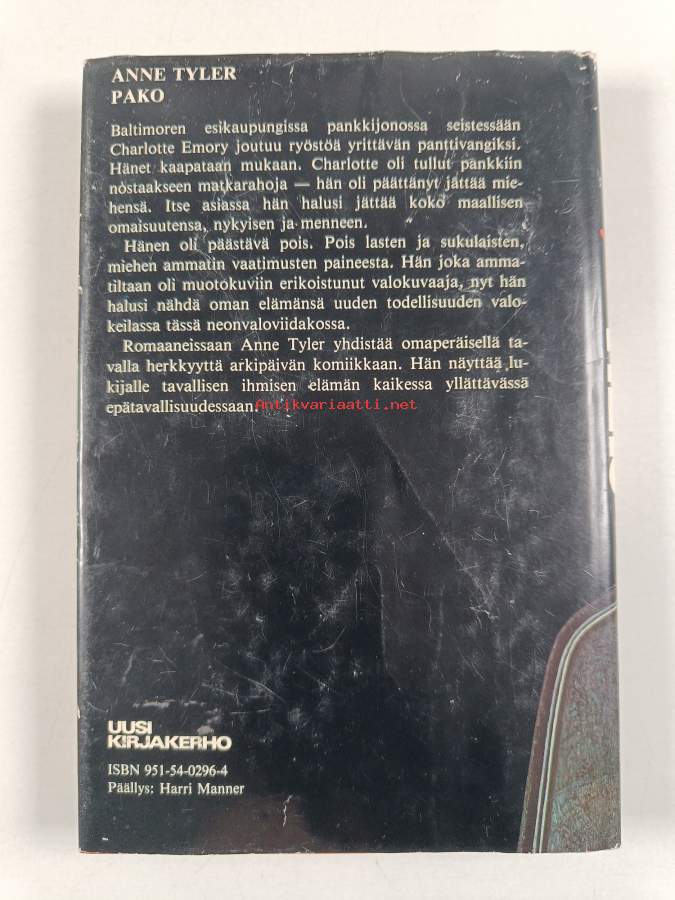 ANNE TYLER
PAKO
Baltimoren esikaupungissa pankkijonossa seistessään
Charlotte Emory joutuu ryöstöä yrittävän panttivangiksi.
Hänet kaapataan mukaan. Charlotte oli tullut pankkiin
nostaakseen matkarahoja — hän oli päättänyt jättää mie-
hensä. Itse asiassa hän halusi jättää koko maallisen
omaisuutensa, nykyisen ja menneen.
Hänen oli päästävä pois. Pois lasten ja sukulaisten,
miehen ammatin vaatimusten paineesta. Hän joka amma-
tiltaan oli muotokuviin erikoistunut valokuvaaja, nyt hän
halusi nähdä oman elämänsä uuden todellisuuden valo-
keilassa tässä neonvaloviidakossa.
Romaaneissaan Anne Tyler yhdistää omaperäisellä ta-
valla herkkyyttä arkipäivän komiikkaan. Hän näyttää lu-
kijalle tavallisen ihmisen elämän kaikessa yllättävässä
epätavallisuudessaan.
Antikvariaatti.net
UUSI
KIRJAKERHO
ISBN 951-54-0296-4
Päällys: Harri Manner